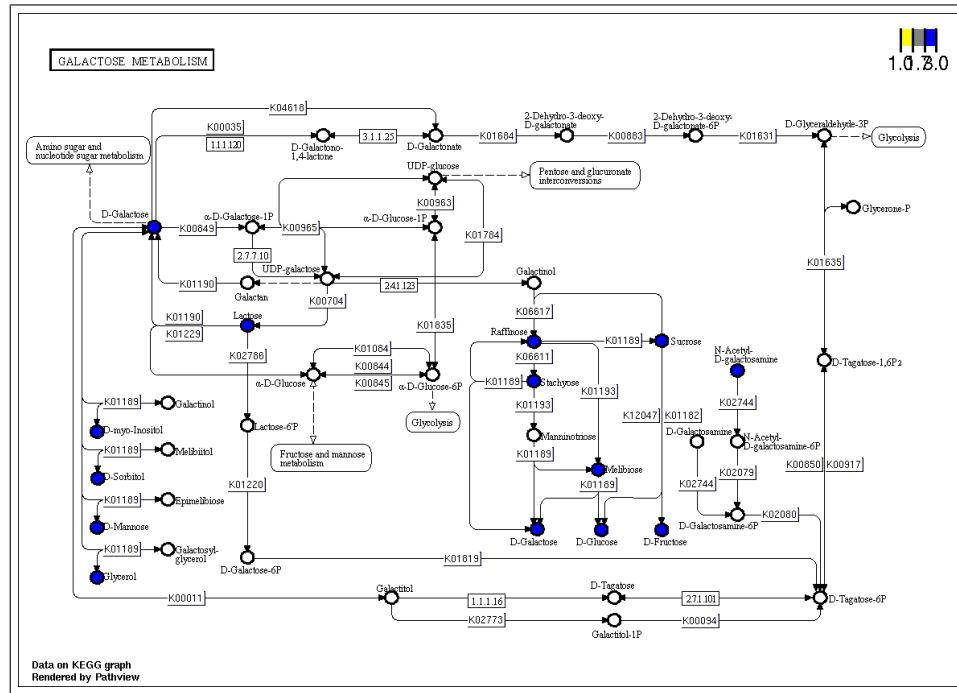 GALACTOSE METABOLISM
K04618
K00035
1.1.1.120
D-Galactono-
1,4-lactone
3.1.1.25
D-Galactonate
K01684
2-Dehydro-3-deoxy-
D-galactonate
K00883
2-Dehydro-3-deoxy-
D-galactonate-6P
K01631
D-Glyceraldehyde-3P
Glycolysis
Amino sugar and
nucleotide sugar metabolism
UDP-glucose
Pentose and glucuronate
interconversions
K00963
D-Galactose
K00849
α-D-Galactose-1P
K00965
α-D-Glucose-1P
K01784
Glycerone-P
2.7.7.10
UDP-galactose
K01190
Galactan
2.4.1.123
Galactinol
K01635
K00704
K01190
K01229
Lactose
K06617
K01835
Raffinose
K01189
Sucrose
K02786
K01084
K00844
K00845
α-D-Glucose
α-D-Glucose-6P
K06611
K01189
Stachyose
K01193
K01193
N-Acetyl-
D-galactosamine
D-Tagatose-1,6P2
K02744
K01189
Galactinol
D-myo-Inositol
Lactose-6'P
Glycolysis
Manninotriose
K12047
K01182
D-Galactosamine
N-Acetyl-
D-galactosamine-6P
K01189
Melibiitol
D-Sorbitol
Fructose and mannose
metabolism
K01189
Melibiose
K01189
K02744
K02079
K00850
K00917
K01220
K01189
Epimelibiose
D-Mannose
D-Galactose
D-Glucose
D-Fructose
D-Galactosamine-6P
K02080
K01189
Galactosyl-
glycerol
Glycerol
D-Galactose-6P
K01819
K00011
Galactitol
1.1.1.16
D-Tagatose
2.7.1.101
D-Tagatose-6P
K02773
Galactitol-1P
K00094
Data on KEGG graph
Rendered by Pathview